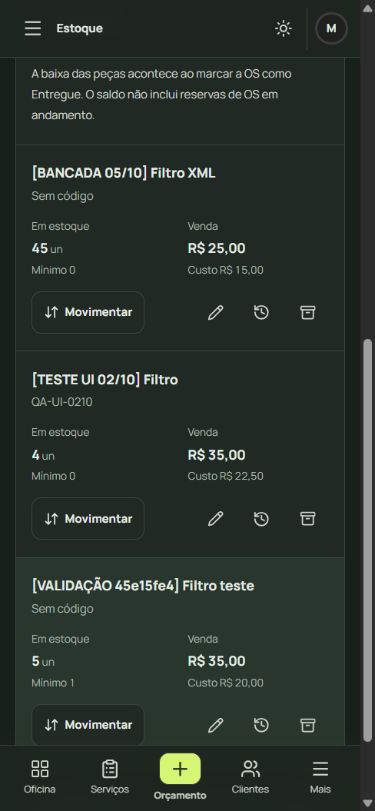 Estoque
M
A baixa das peças acontece ao marcar a OS como
Entregue. O saldo não inclui reservas de OS em
andamento.
[BANCADA 05/10] Filtro XML
Sem código
Em estoque Venda
45 un R$ 25,00
Mínimo 0 Custo R$ 15,00
Movimentar
[TESTE UI 02/10] Filtro
QA-UI-0210
Em estoque Venda
4 un R$ 35,00
Mínimo 0 Custo R$ 22,50
Movimentar
[VALIDAÇÃO 45e15fe4] Filtro teste
Sem código
Em estoque Venda
5 un R$ 35,00
Mínimo 1 Custo R$ 20,00
Movimentar
Oficina Serviços Orçamento Clientes Mais